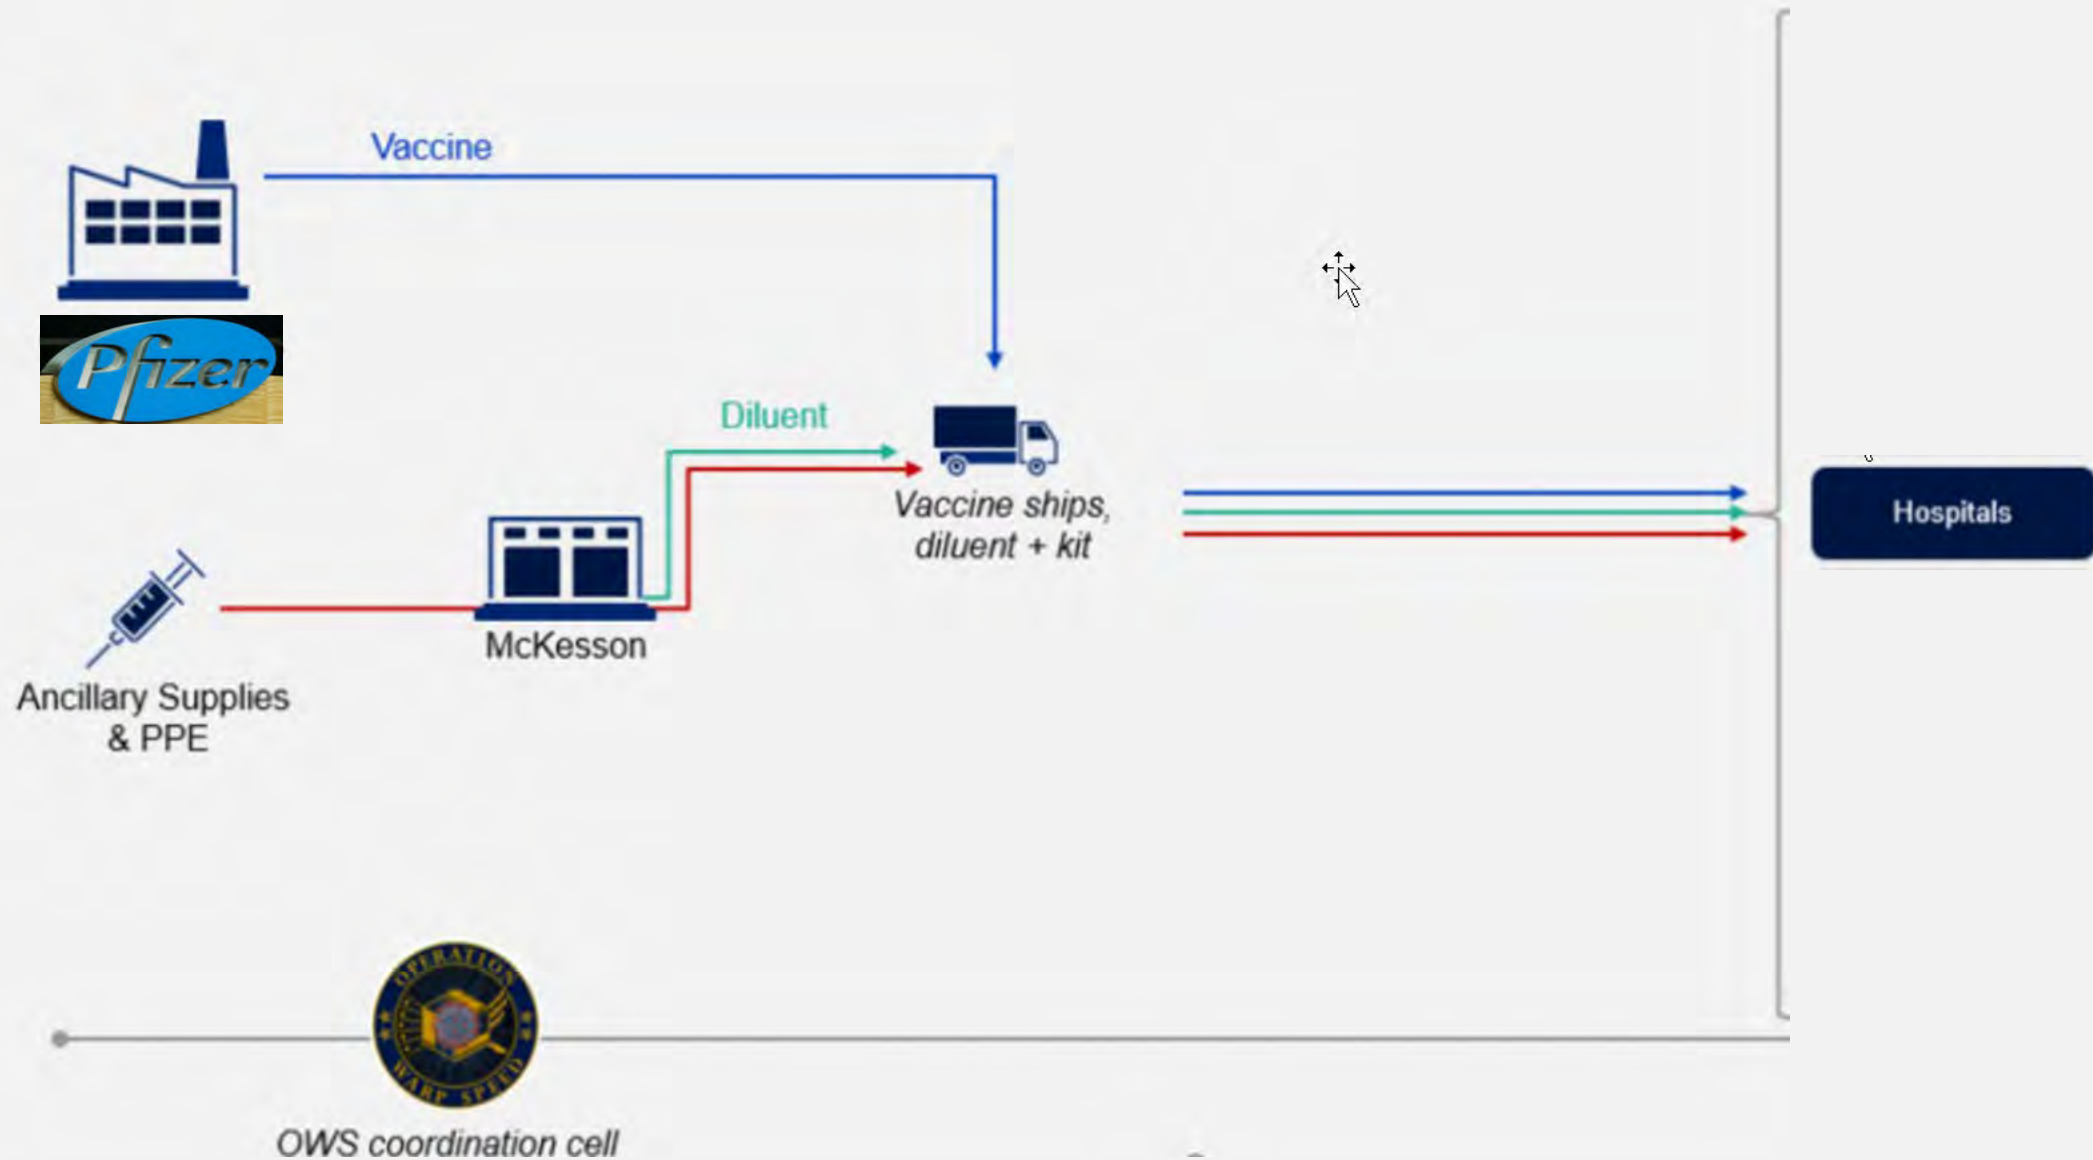 Vaccine
Pfizer
Diluent
Vaccine ships,
diluent + kit
Hospitals
McKesson
Ancillary Supplies
& PPE
OPERATION
WARP SPEED
OWS coordination cell